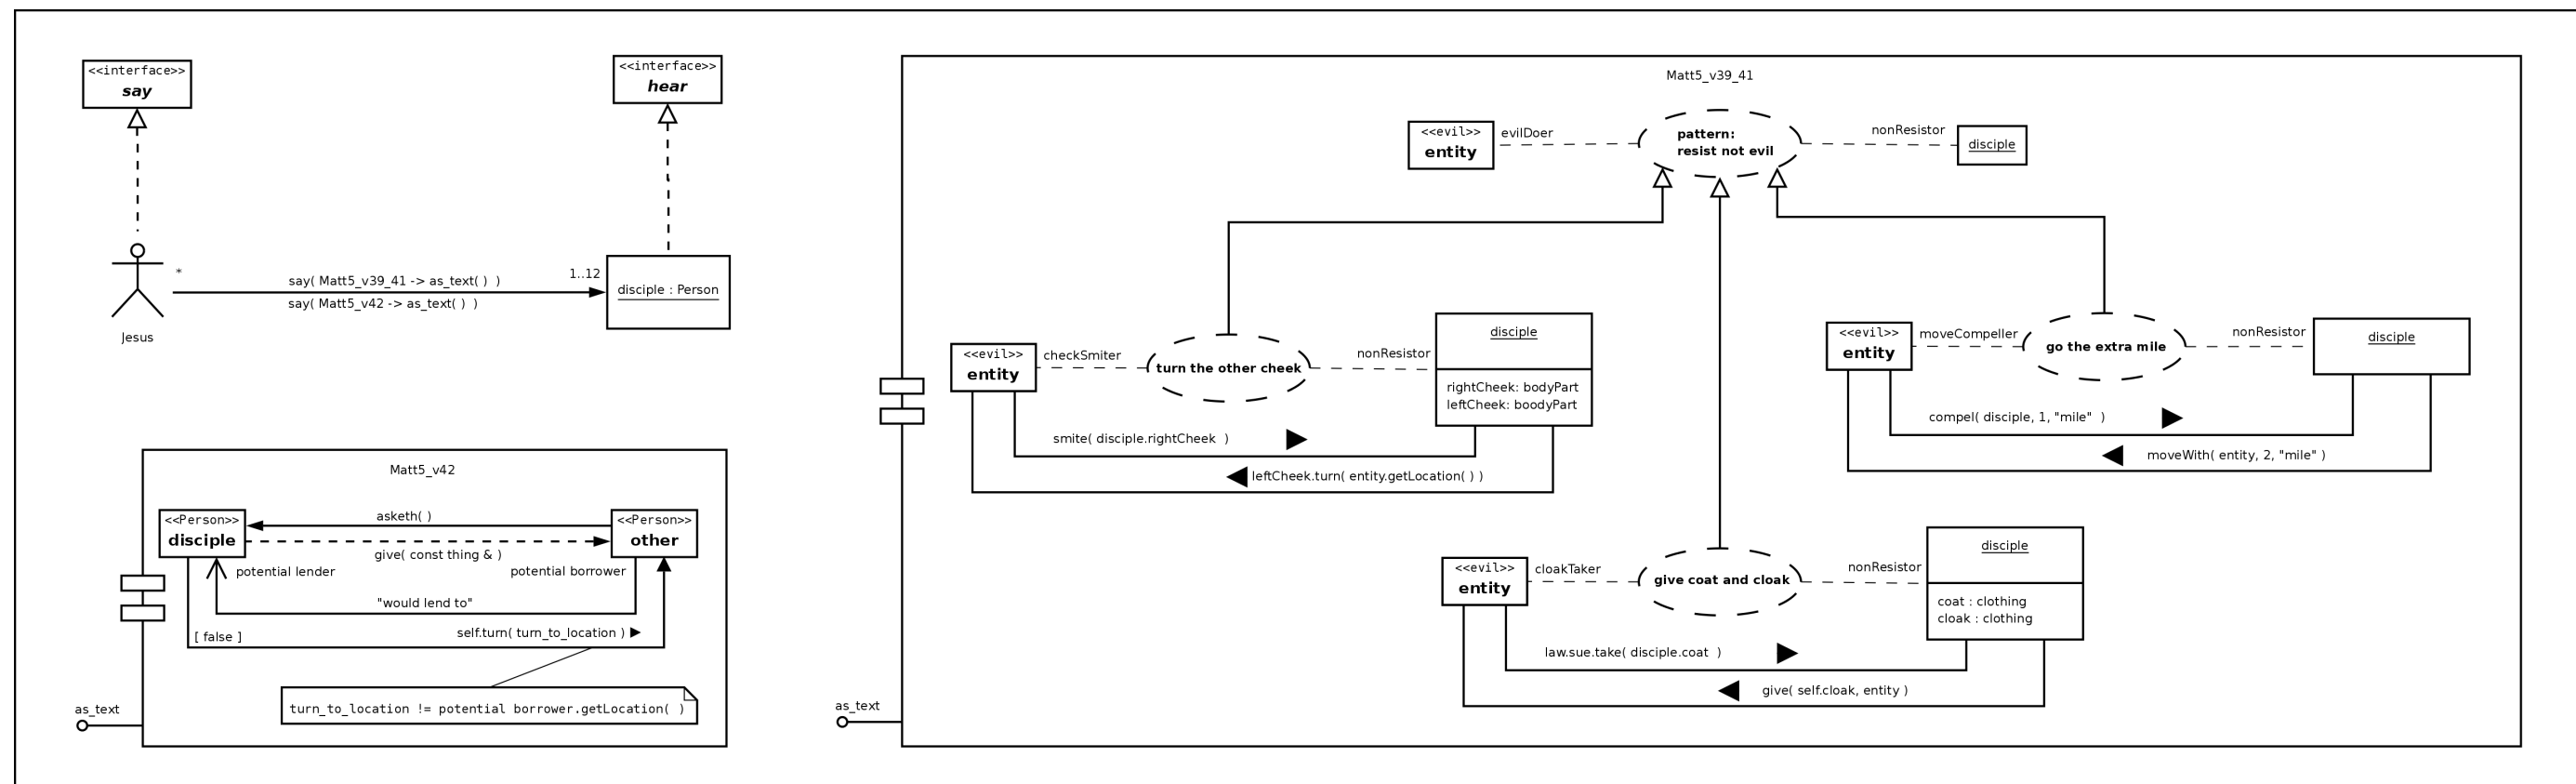 <<interface>>
say
<<interface>>
hear
*
1..12
say( Matt5_v39_41 -> as_text( )  )
say( Matt5_v42 -> as_text( )  )
disciple : Person
Jesus
Matt5_v42
<<Person>>
disciple
asketh( )
give( const thing & )
<<Person>>
other
potential lender
potential borrower
"would lend to"
[ false ]
self.turn( turn_to_location )
turn_to_location != potential borrower.getLocation( )
as_text
Matt5_v39_41
<<evil>>
entity
evilDoer
pattern:
resist not evil
nonResistor
disciple
<<evil>>
entity
checkSmiter
turn the other cheek
nonResistor
disciple
rightCheek: bodyPart
leftCheek: boodyPart
smite( disciple.rightCheek  )
leftCheek.turn( entity.getLocation( ) )
<<evil>>
entity
moveCompeller
go the extra mile
nonResistor
disciple
compel( disciple, 1, "mile"  )
moveWith( entity, 2, "mile" )
<<evil>>
entity
cloakTaker
give coat and cloak
nonResistor
disciple
coat : clothing
cloak : clothing
law.sue.take( disciple.coat  )
give( self.cloak, entity )
as_text